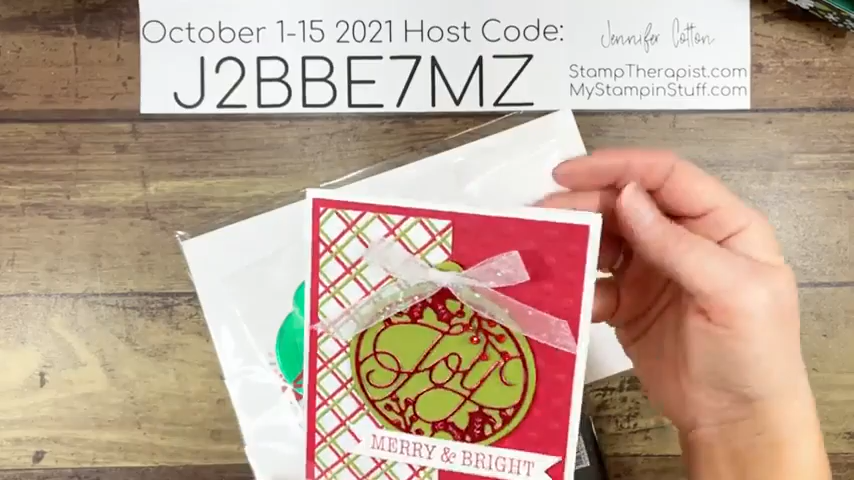 October 1-15 2021 Host Code:
J2BBE7MZ
Jennifer Cotton
StampTherapist.com
MyStampinStuff.com
Joy
MERRY & BRIGHT